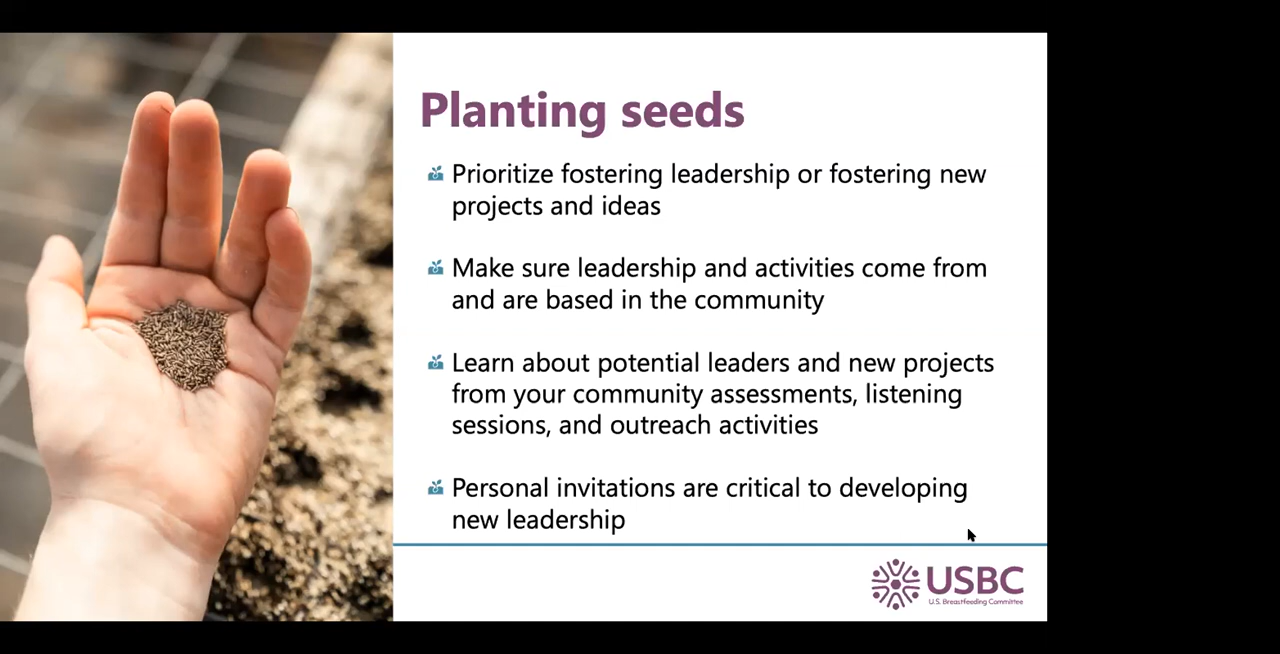 Planting seeds
Prioritize fostering leadership or fostering new
projects and ideas
Make sure leadership and activities come from
and are based in the community
Learn about potential leaders and new projects
from your community assessments, listening
sessions, and outreach activities
Personal invitations are critical to developing
new leadership
USBC
U.S. Breastfeeding Committee